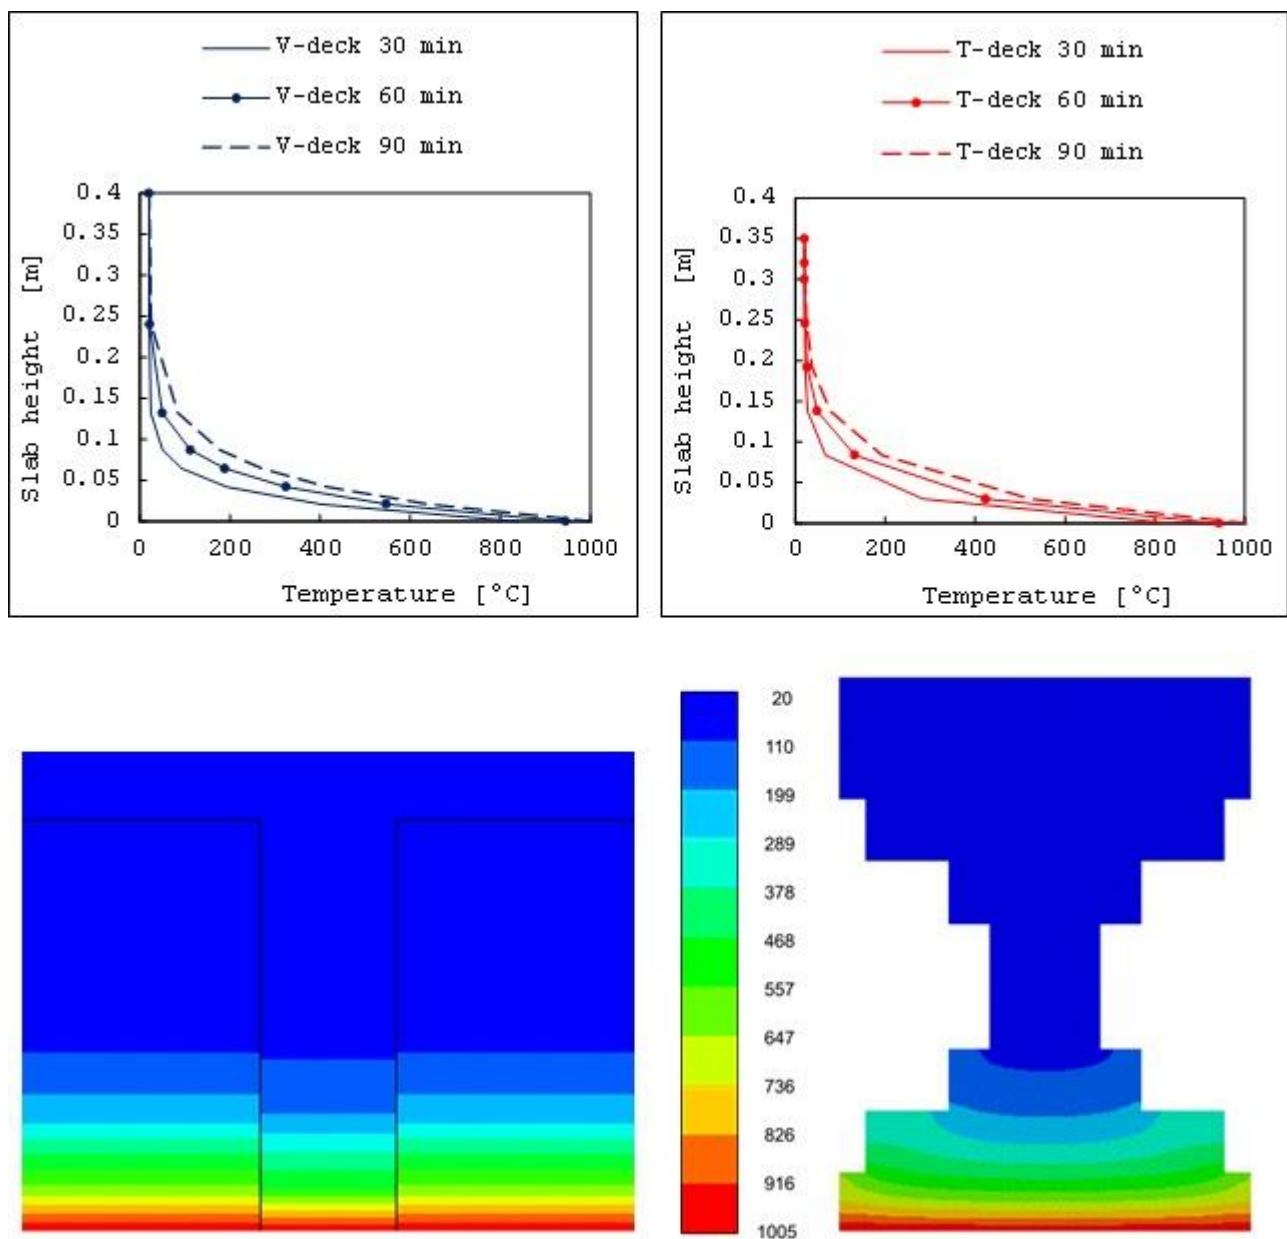 V-deck 30 min
V-deck 60 min
V-deck 90 min
0.4
0.35
0.3
0.25
0.2
0.15
0.1
0.05
0
0 200 400 600 800 1000
Slab height [m]
Temperature [°C]
T-deck 30 min
T-deck 60 min
T-deck 90 min
0.4
0.35
0.3
0.25
0.2
0.15
0.1
0.05
0
0 200 400 600 800 1000
Slab height [m]
Temperature [°C]
20
110
199
289
378
468
557
647
736
826
916
1005